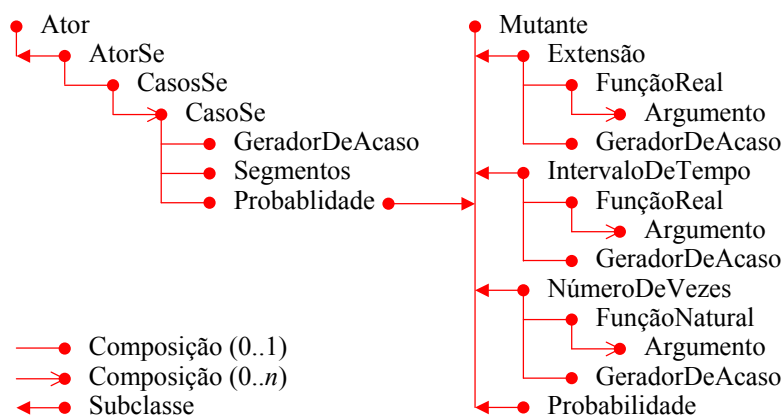 Ator
AtorSe
CasosSe
CasoSe
GeradorDeAcaso
Segmentos
Probablidade
Composição (0..1)
Composição (0..n)
Subclasse
Mutante
Extensão
FunçãoReal
Argumento
GeradorDeAcaso
IntervaloDeTempo
FunçãoReal
Argumento
GeradorDeAcaso
NúmeroDeVezes
FunçãoNatural
Argumento
GeradorDeAcaso
Probabilidade